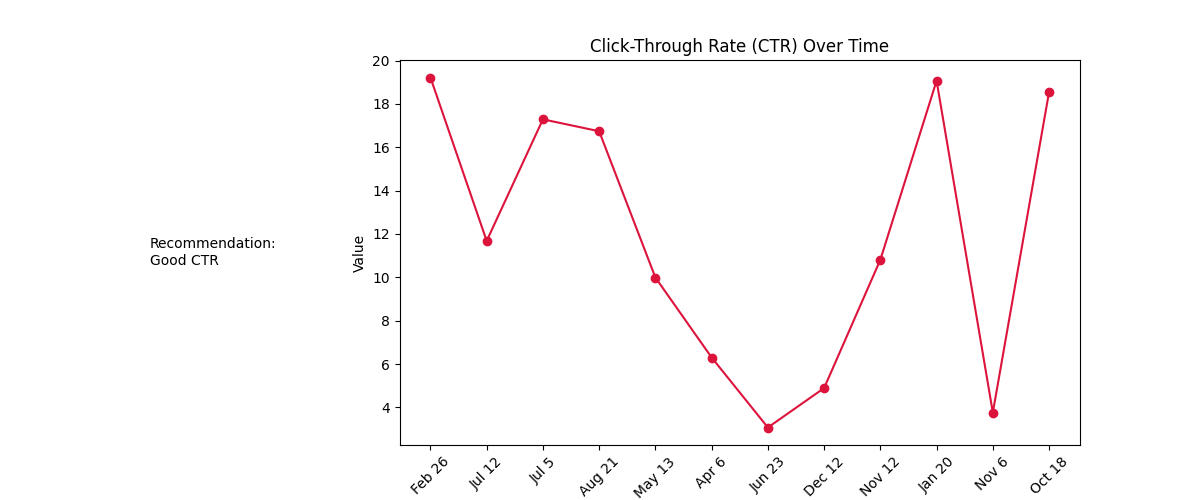 Click-Through Rate (CTR) Over Time
Recommendation:
Good CTR
Value
20
18
16
14
12
10
8
6
4
Feb 26
Jul 12
Jul 5
Aug 21
May 13
Apr 6
Jun 23
Dec 12
Nov 12
Jan 20
Nov 6
Oct 18